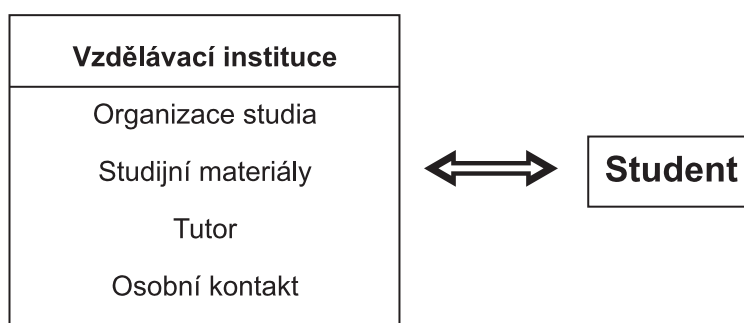 Vzdělávací instituce
Organizace studia
Studijní materiály
Tutor
Osobní kontakt
Student